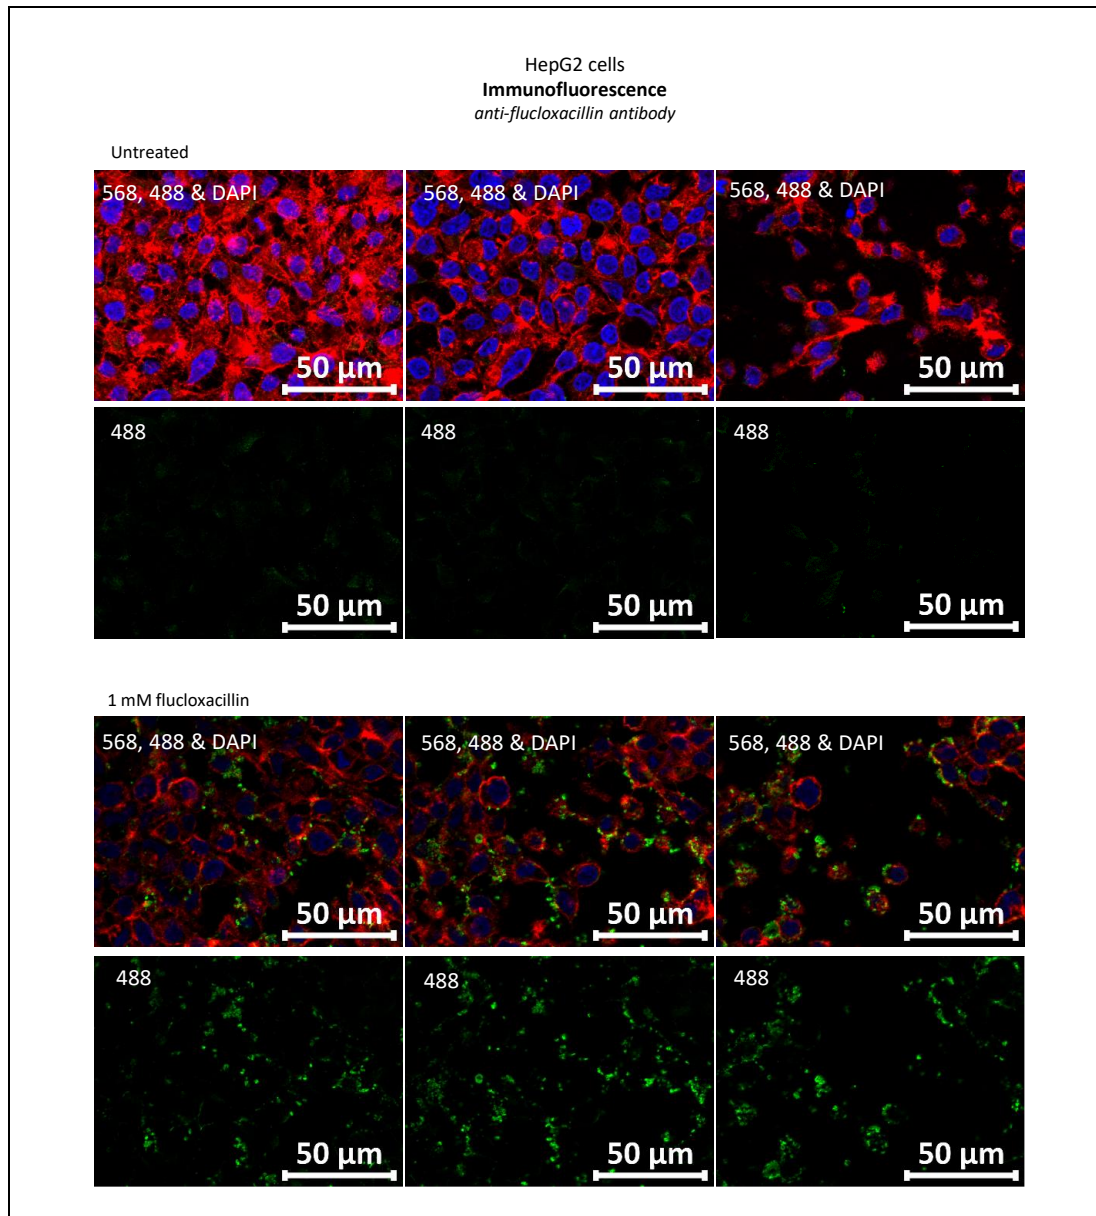 HepG2 cells
Immunofluorescence
anti-flucloxacillin antibody
Untreated
568, 488 & DAPI
568, 488 & DAPI
568, 488 & DAPI
50 µm
50 µm
50 µm
488
488
488
50 µm
50 µm
50 µm
1 mM flucloxacillin
568, 488 & DAPI
568, 488 & DAPI
568, 488 & DAPI
50 µm
50 µm
50 µm
488
488
488
50 µm
50 µm
50 µm